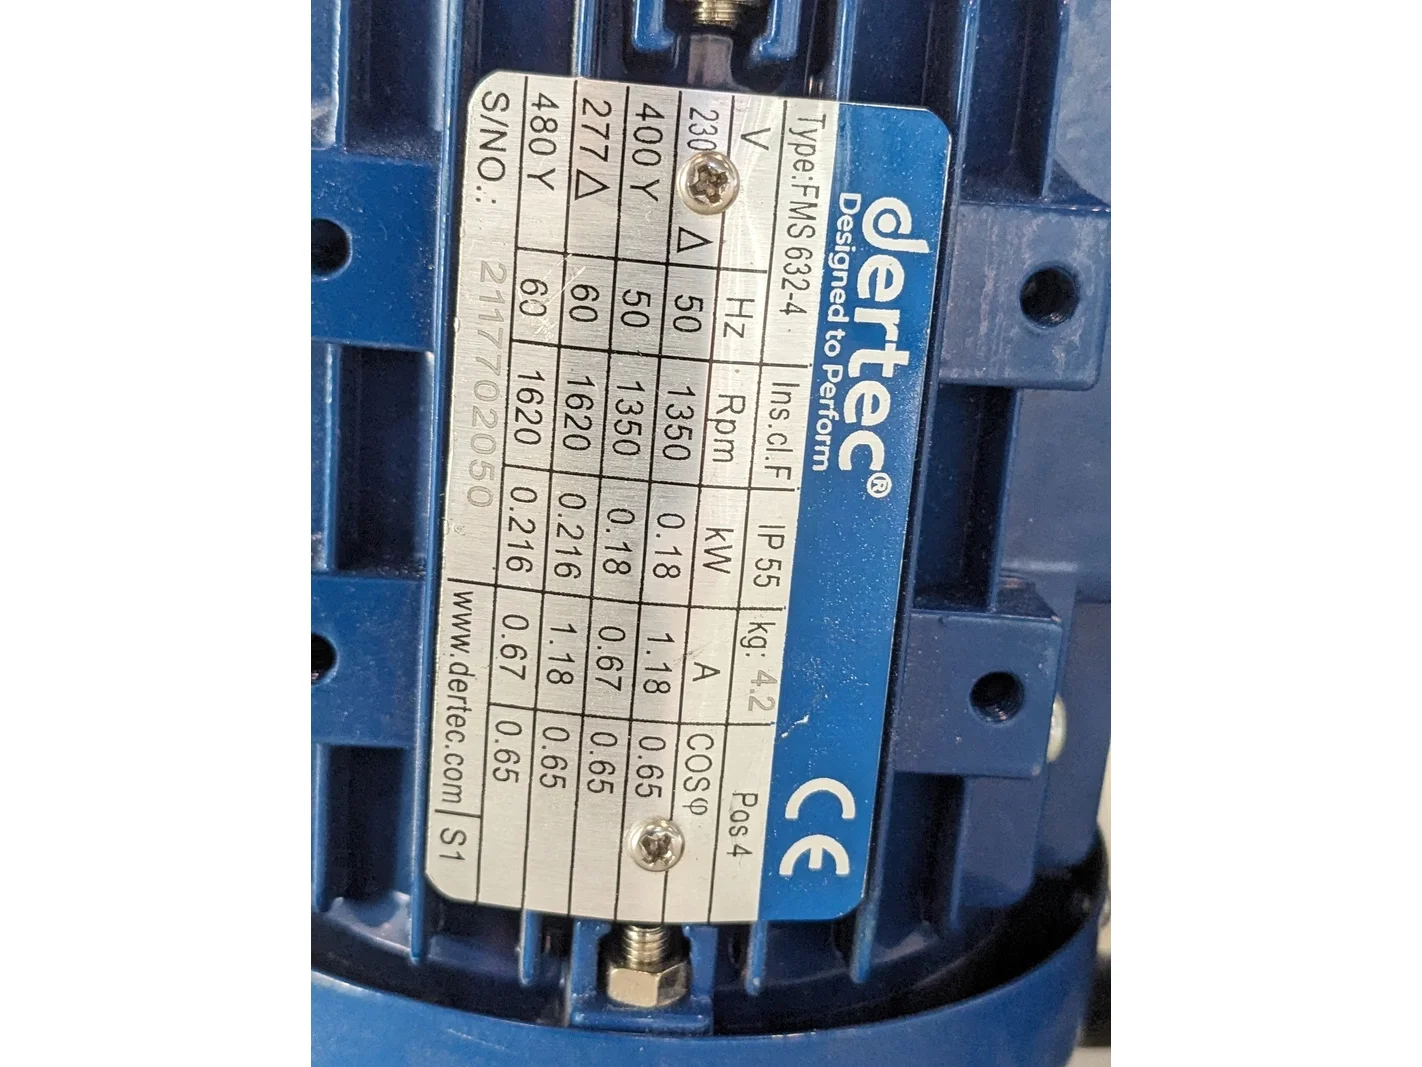 dertec®
Designed to Perform
CE
Type:FMS 632-4 Ins.cl.F IP 55 kg: 4.2 Pos 4
V Hz Rpm kW A COSφ
230 Δ 50 1350 0.18 1.18 0.65
400 Y 50 1350 0.18 0.67 0.65
277 Δ 60 1620 0.216 1.18 0.65
480 Y 60 1620 0.216 0.67 0.65
S/NO.: 2117702050 www.dertec.com S1